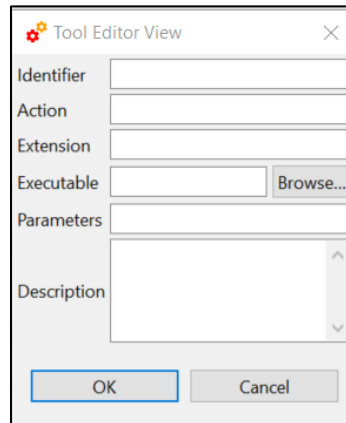 Tool Editor View
Identifier
Action
Extension
Executable Browse...
Parameters
Description
OK Cancel